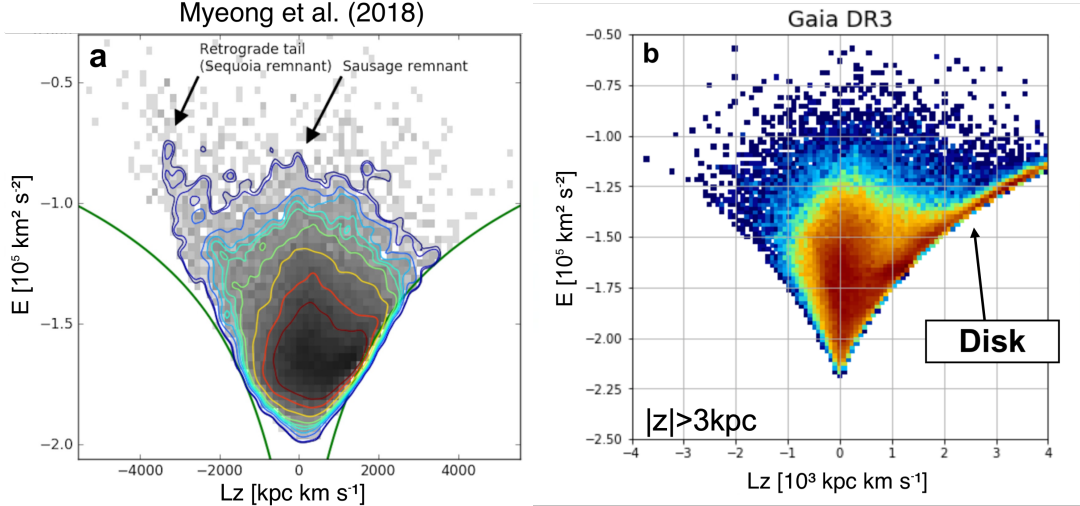 Myeong et al. (2018)
a
Retrograde tail
(Sequoia remnant)
Sausage remnant
−0.5
−1.0
−1.5
−2.0
E [10⁵ km² s⁻²]
−4000
−2000
0
2000
4000
Lz [kpc km s⁻¹]
Gaia DR3
b
−0.50
−0.75
−1.00
−1.25
−1.50
−1.75
−2.00
−2.25
−2.50
E [10⁵ km² s⁻²]
Disk
|z|>3kpc
−4
−3
−2
−1
0
1
2
3
4
Lz [10³ kpc km s⁻¹]